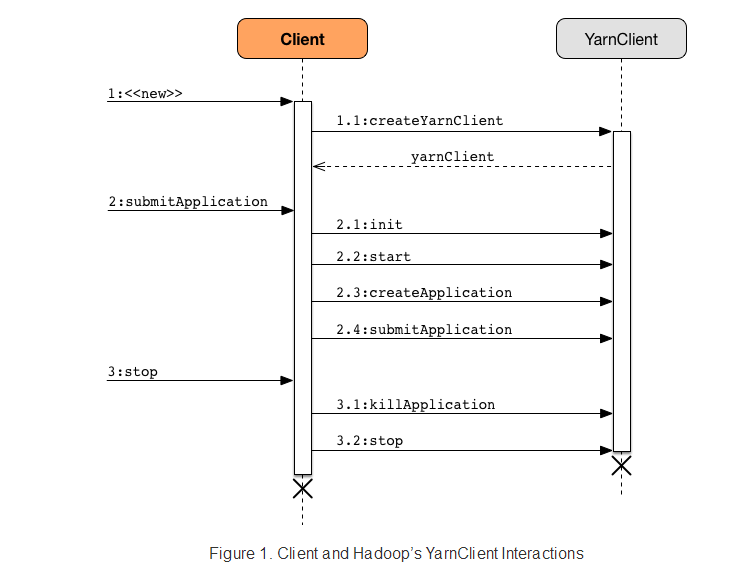 Client
YarnClient
1:<<new>>
1.1:createYarnClient
yarnClient
2:submitApplication
2.1:init
2.2:start
2.3:createApplication
2.4:submitApplication
3:stop
3.1:killApplication
3.2:stop
Figure 1. Client and Hadoop’s YarnClient Interactions